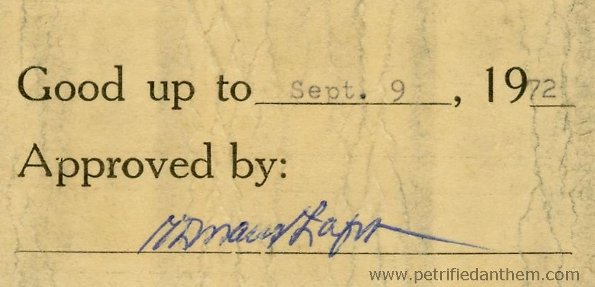 Good up to Sept. 9, 1972
Approved by:
www.petrifiedanthem.com